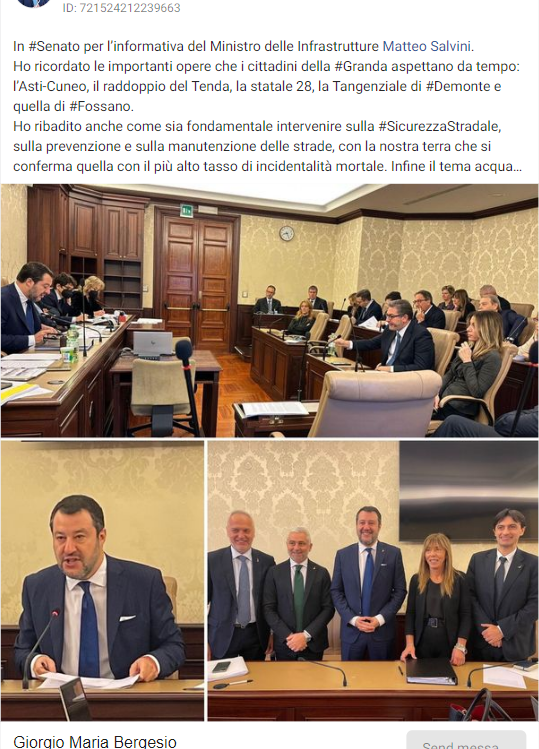 ID: 721524212239663
In #Senato per l'informativa del Ministro delle Infrastrutture Matteo Salvini.
Ho ricordato le importanti opere che i cittadini della #Granda aspettano da tempo:
l'Asti-Cuneo, il raddoppio del Tenda, la statale 28, la Tangenziale di #Demonte e
quella di #Fossano.
Ho ribadito anche come sia fondamentale intervenire sulla #SicurezzaStradale,
sulla prevenzione e sulla manutenzione delle strade, con la nostra terra che si
conferma quella con il più alto tasso di incidentalità mortale. Infine il tema acqua...
Giorgio Maria Bergesio
Send messa